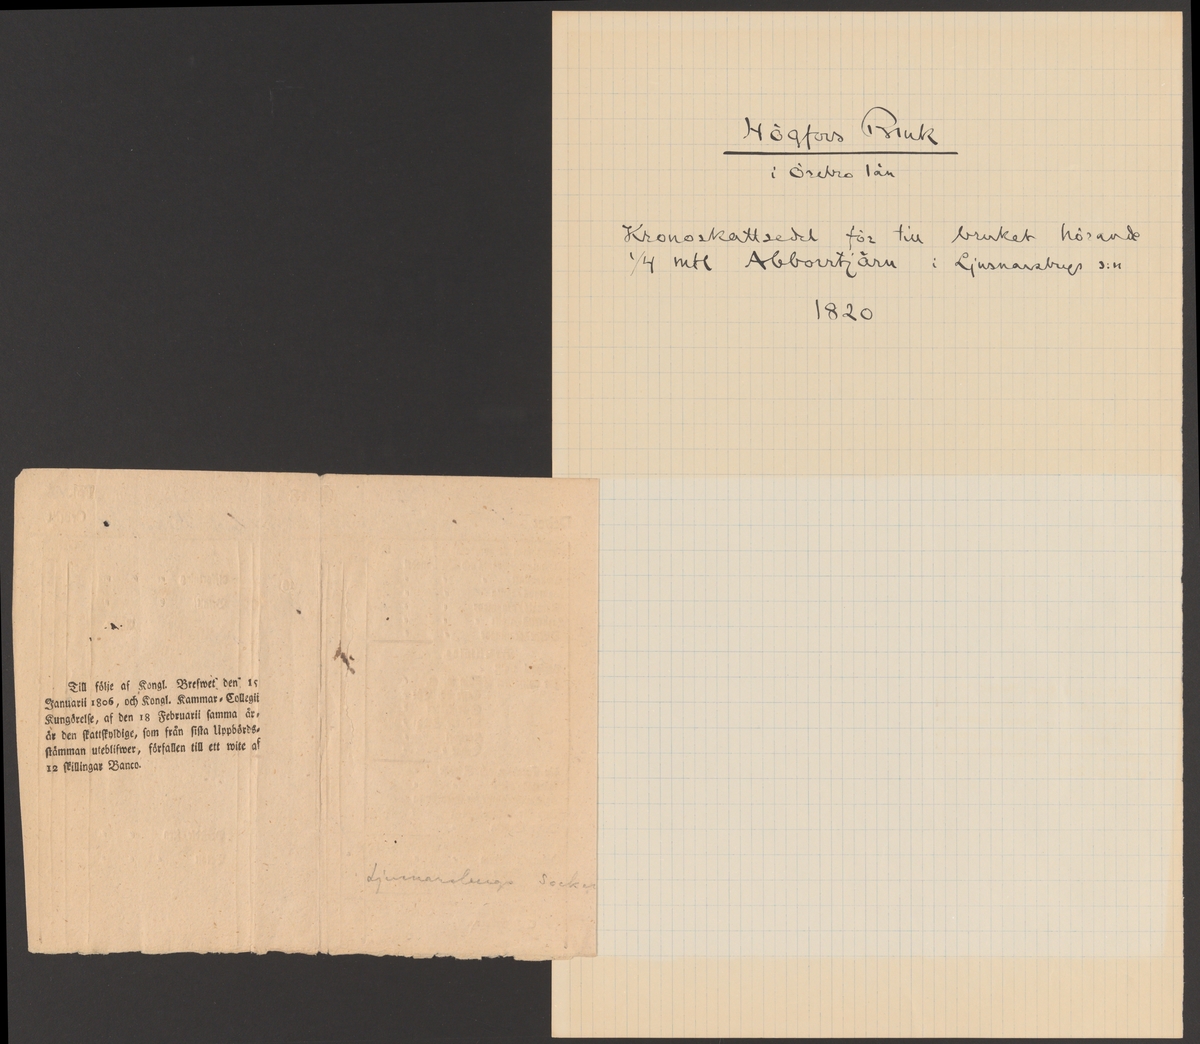 Högfors Bruk
i Örebro län
Kronoskattsedel för till bruket hörande
1/4 mtl Abborrtjärn i Ljusnarsbergs s:n
1820
Till följe af Kongl. Brefwet den 15
Januarii 1806, och Kongl. Kammar-Collegii
Kungörelse, af den 18 Februarii samma år,
är den skattskyldige, som från sista Uppbörds-
stämman uteblifwer, förfallen till ett wite af
12 skillingar Banco.
Ljusnarsbergs Socken